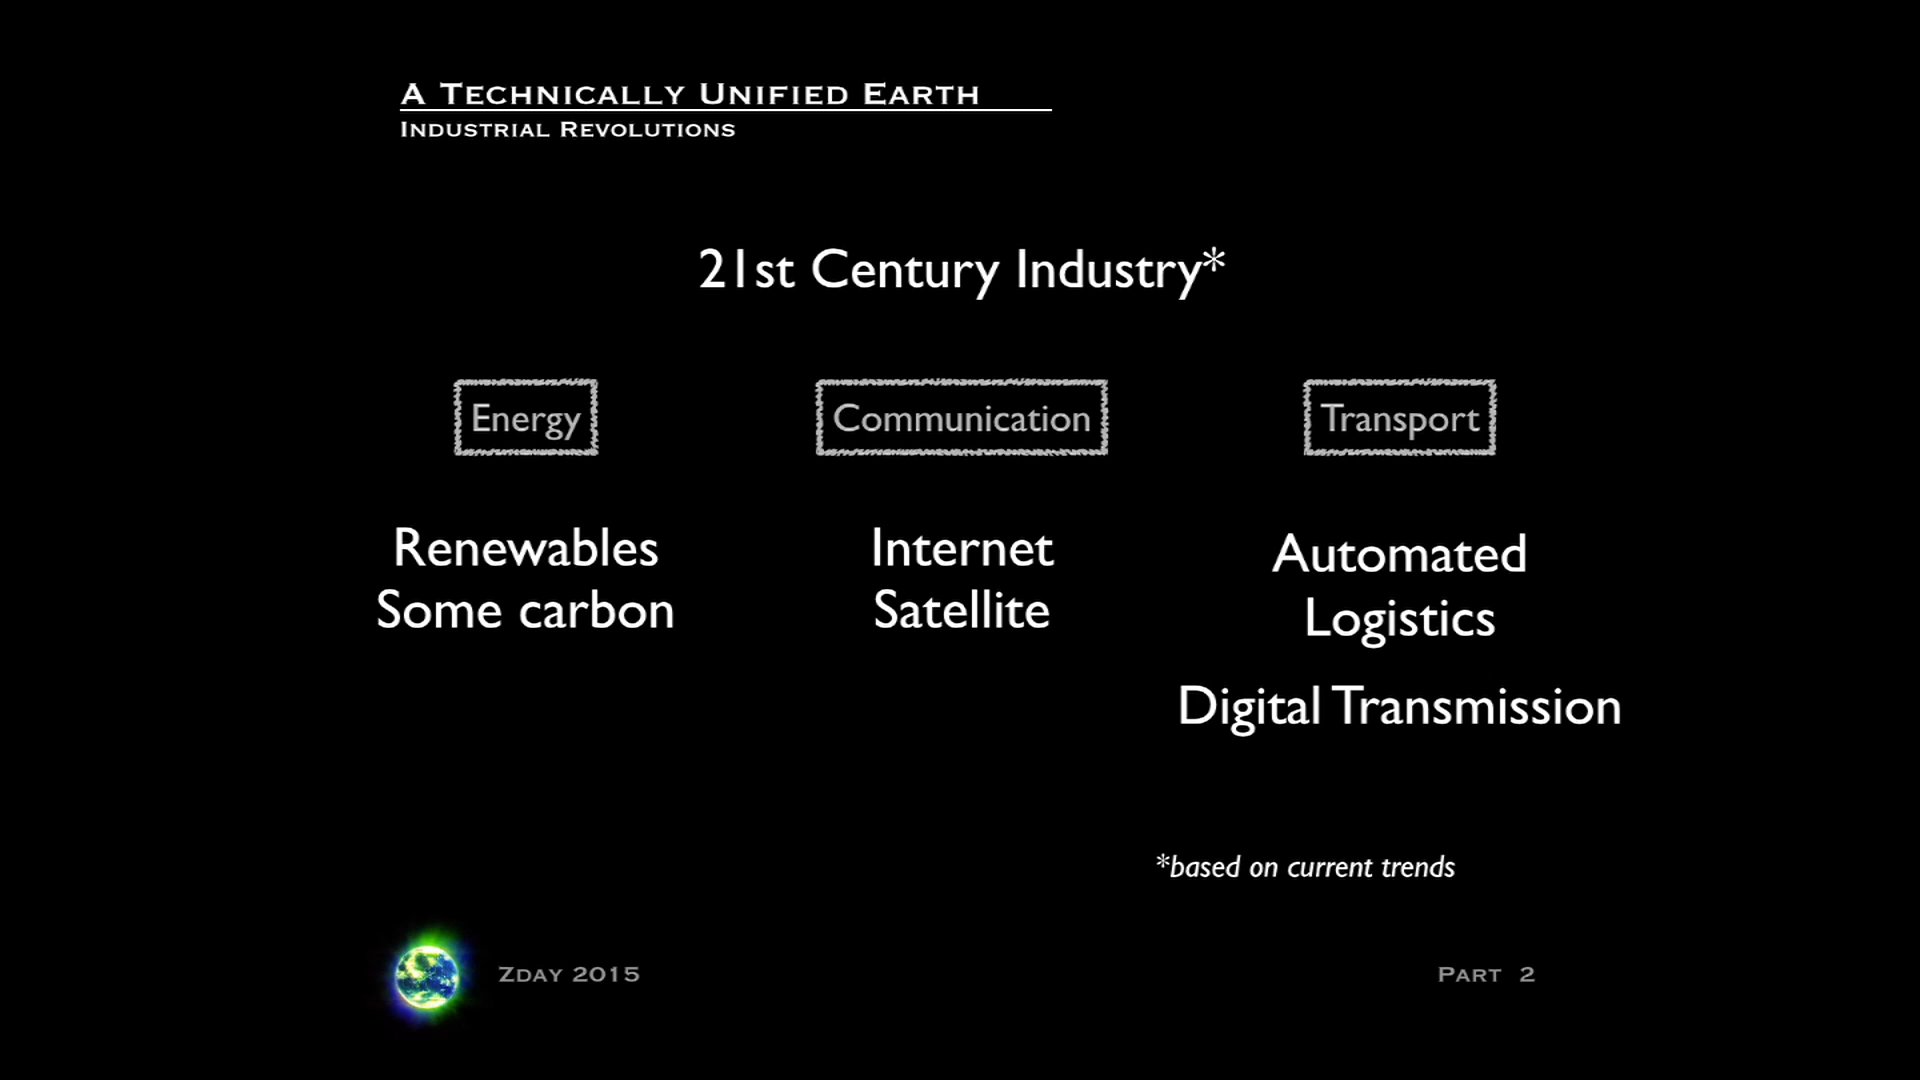 A Technically Unified Earth
Industrial Revolutions
21st Century Industry*
Energy
Renewables
Some carbon
Communication
Internet
Satellite
Transport
Automated
Logistics
Digital Transmission
*based on current trends
Zday 2015
Part 2